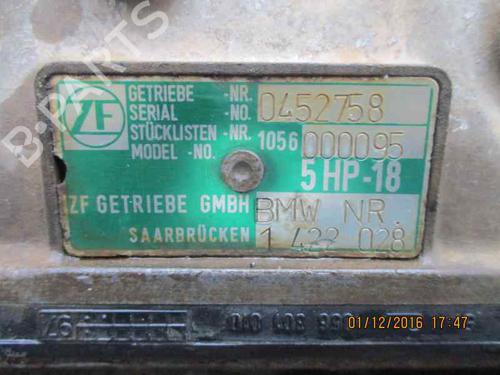 ZF GETRIEBE -NR. 0452758
SERIAL -NO.
STÜCKLISTEN -NR. 1056 000095
MODEL -NO.
5 HP-18
ZF GETRIEBE GMBH BMW NR.
SAARBRÜCKEN 1 422 028
B-PARTS
01/12/2016 17:47